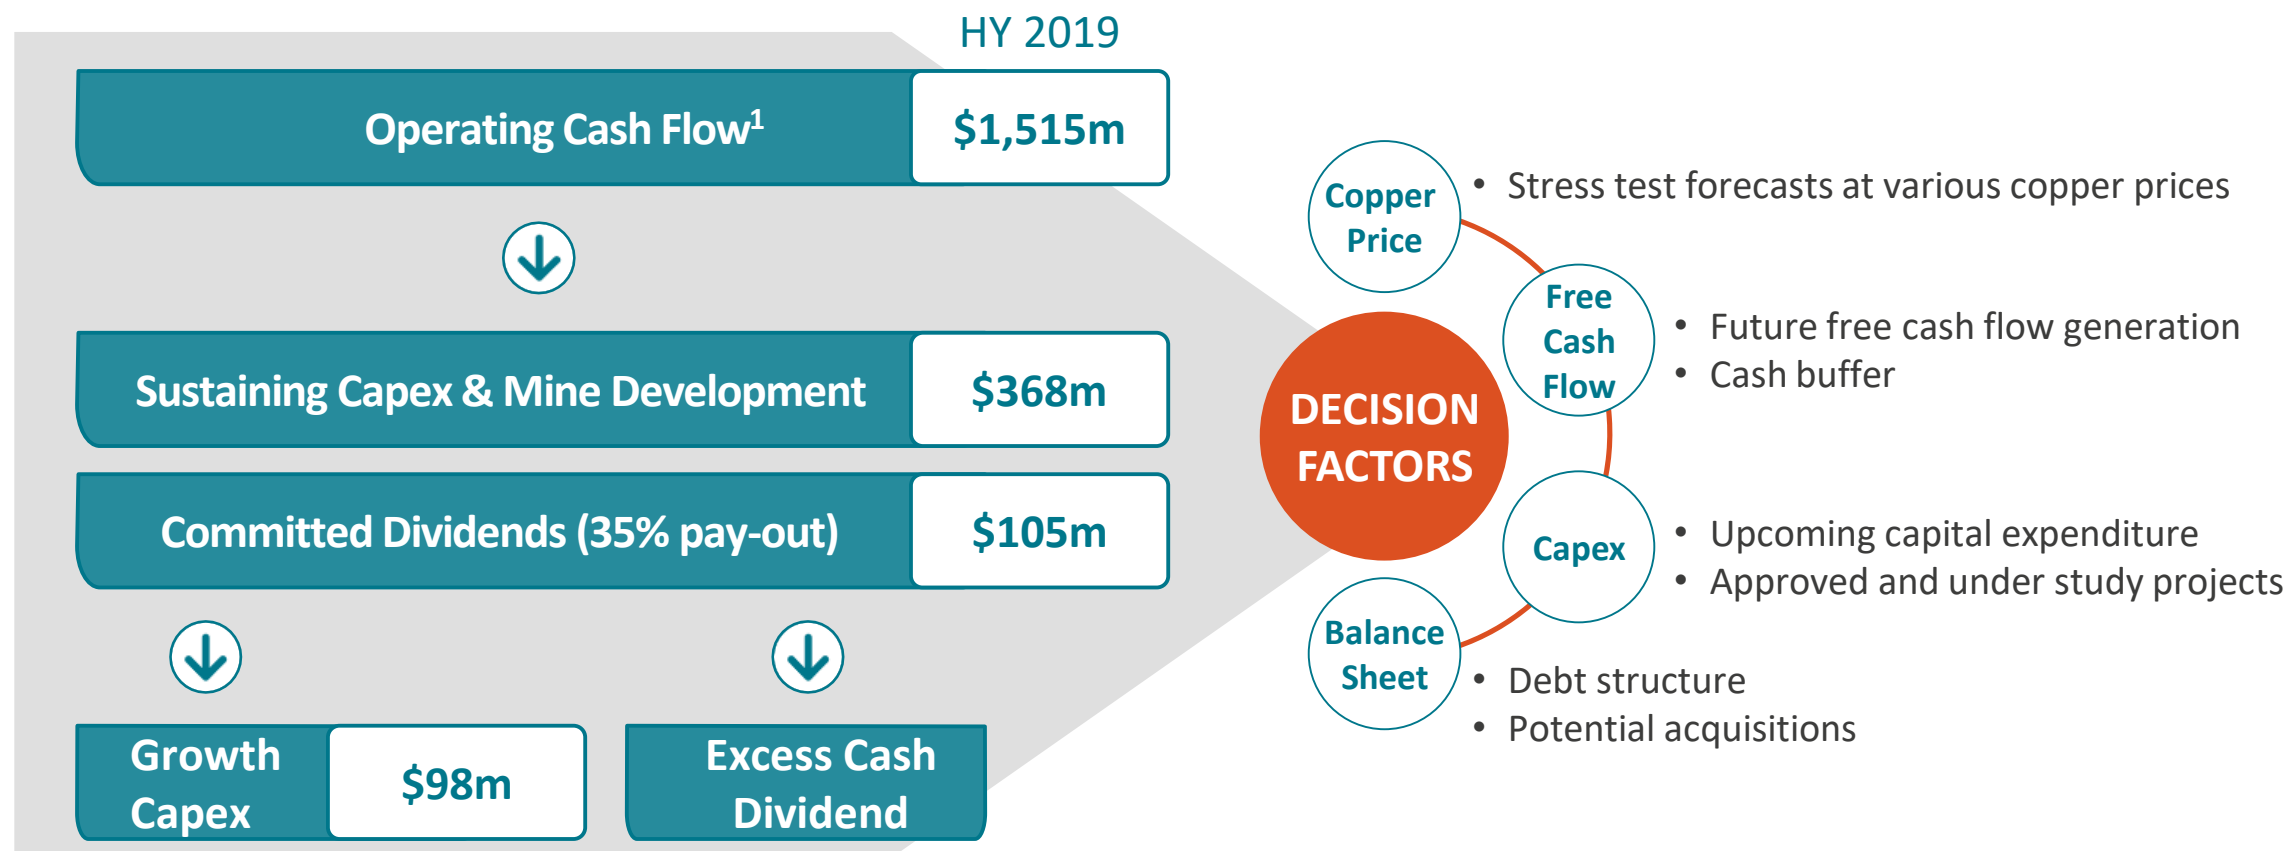 HY 2019
Operating Cash Flow¹
$1,515m
Sustaining Capex & Mine Development
$368m
Committed Dividends (35% pay-out)
$105m
Growth
Capex
$98m
Excess Cash
Dividend
DECISION
FACTORS
Copper
Price
• Stress test forecasts at various copper prices
Free
Cash
Flow
• Future free cash flow generation
• Cash buffer
Capex
• Upcoming capital expenditure
• Approved and under study projects
Balance
Sheet
• Debt structure
• Potential acquisitions